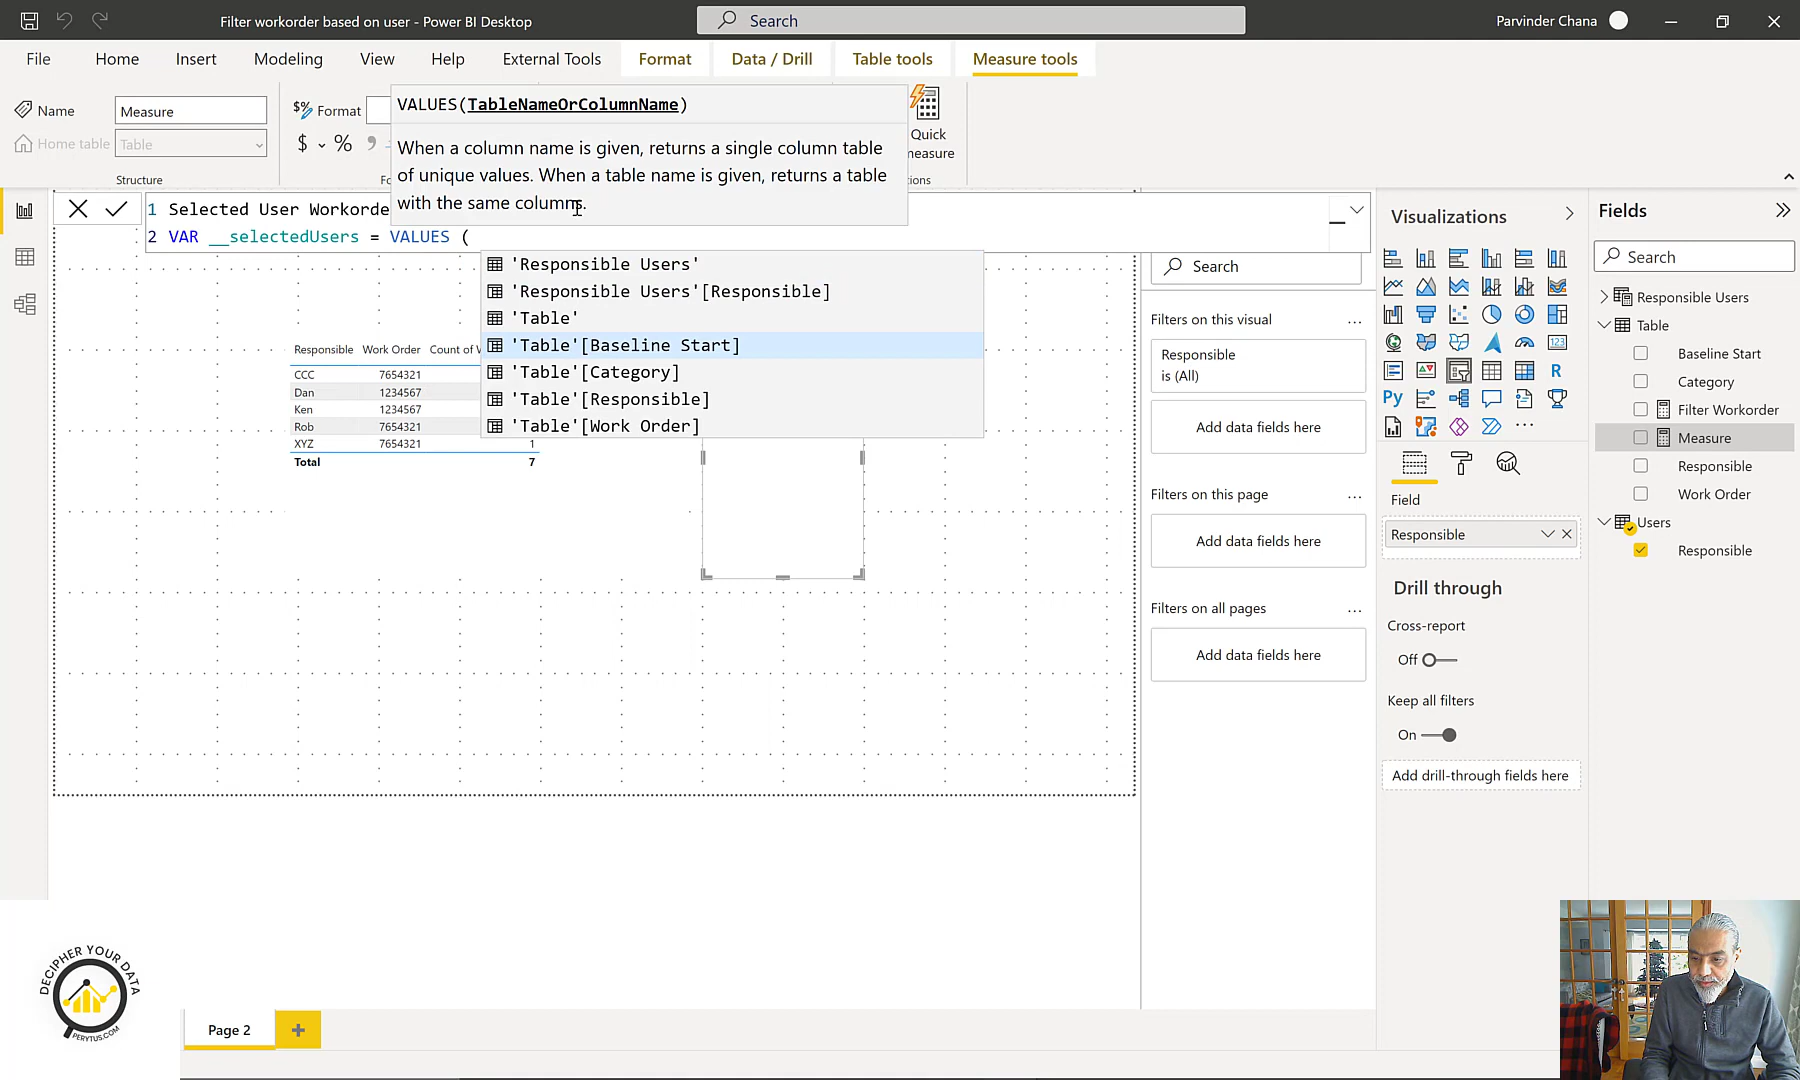 Filter workorder based on user - Power BI Desktop
Search
Parvinder Chana
File
Home
Insert
Modeling
View
Help
External Tools
Format
Data / Drill
Table tools
Measure tools
Name
Measure
$% Format
Home table
Table
$ %
Structure
VALUES(TableNameOrColumnName)
When a column name is given, returns a single column table
of unique values. When a table name is given, returns a table
with the same columns.
Quick
measure
1 Selected User Workorde
2 VAR __selectedUsers = VALUES (
'Responsible Users'
'Responsible Users'[Responsible]
'Table'
'Table'[Baseline Start]
'Table'[Category]
'Table'[Responsible]
'Table'[Work Order]
Responsible Work Order Count of W
CCC 7654321
Dan 1234567
Ken 1234567
Rob 7654321
XYZ 7654321 1
Total 7
Search
Filters on this visual ...
Responsible
is (All)
Add data fields here
Filters on this page ...
Add data fields here
Filters on all pages ...
Add data fields here
Visualizations
123
R
Py
...
Field
Responsible
Drill through
Cross-report
Off
Keep all filters
On
Add drill-through fields here
Fields
Search
Responsible Users
Table
Baseline Start
Category
Filter Workorder
Measure
Responsible
Work Order
Users
Responsible
DECIPHER YOUR DATA
PERYTUS.COM
Page 2
+